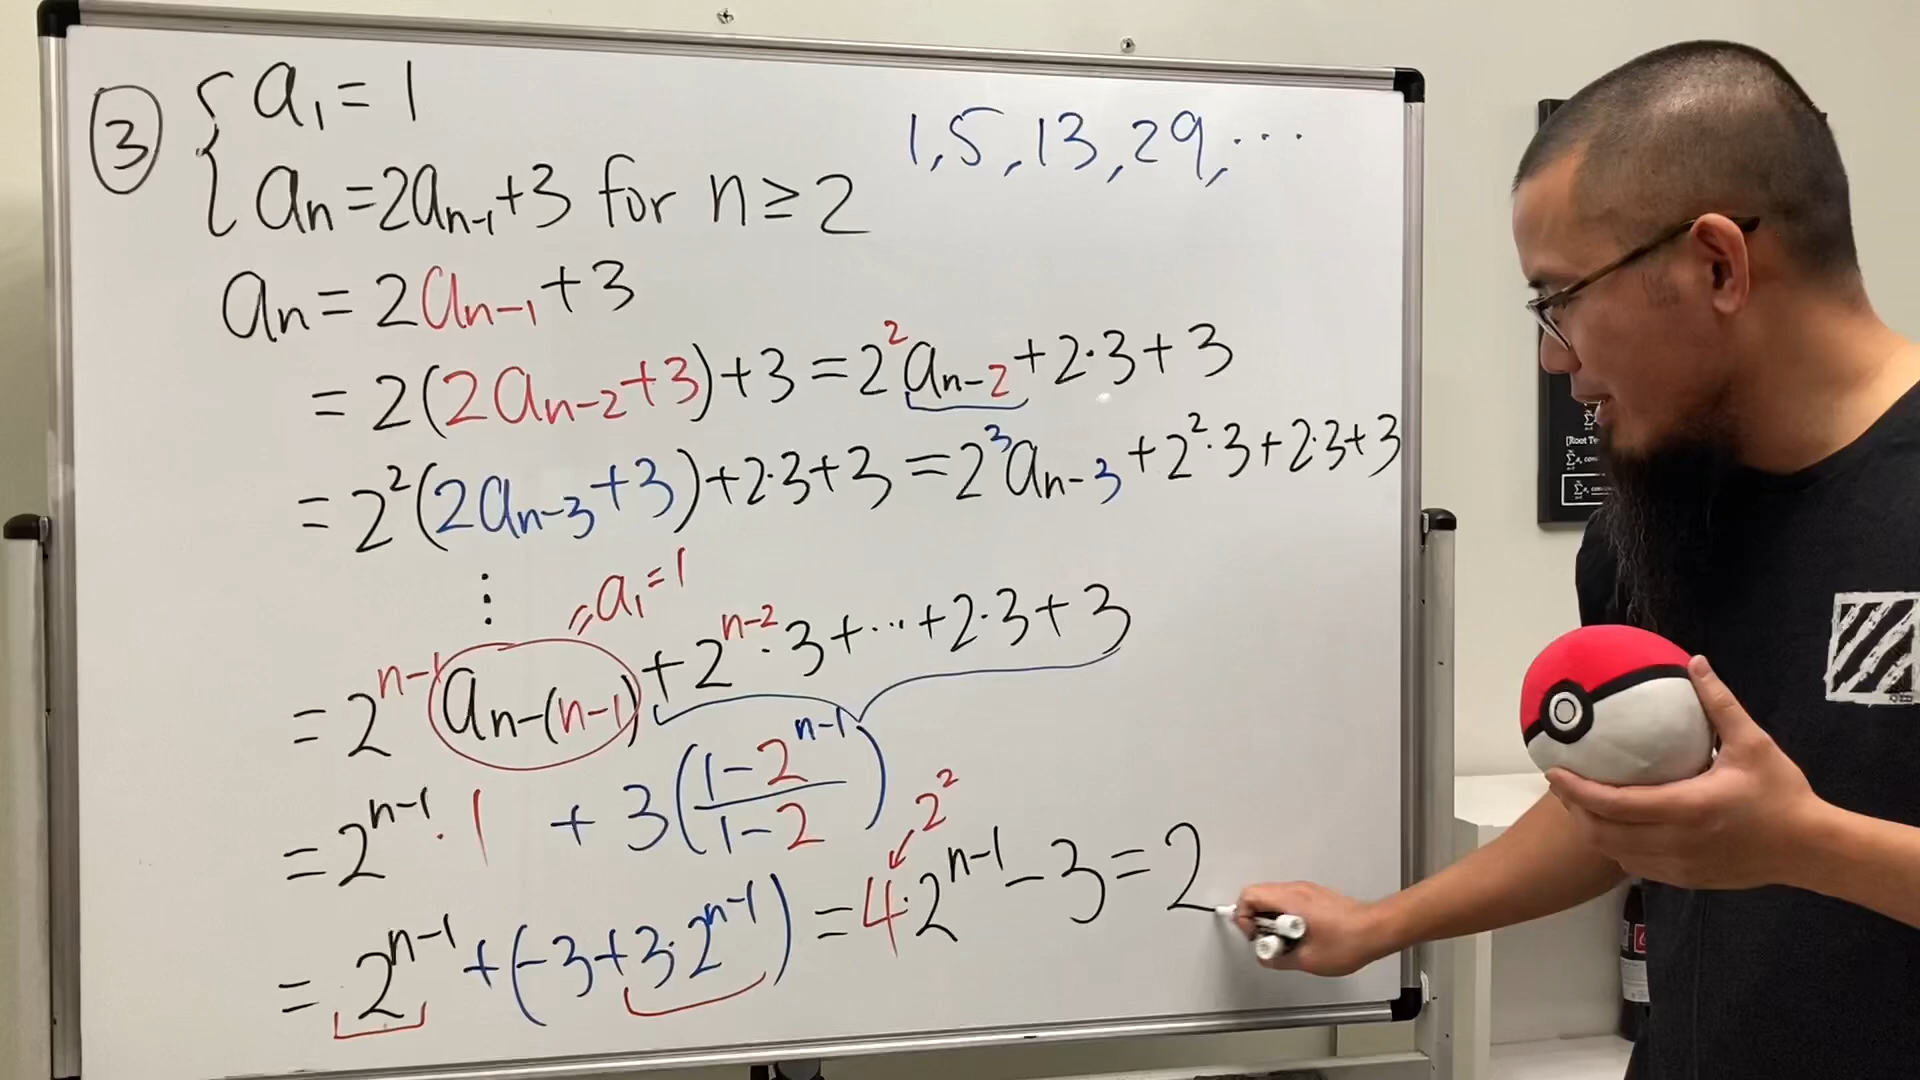 ③ { a₁ = 1
aₙ = 2aₙ₋₁ + 3 for n ≥ 2
1, 5, 13, 29, ...
aₙ = 2aₙ₋₁ + 3
= 2(2aₙ₋₂ + 3) + 3 = 2²aₙ₋₂ + 2·3 + 3
= 2²(2aₙ₋₃ + 3) + 2·3 + 3 = 2³aₙ₋₃ + 2²·3 + 2·3 + 3
⋮
= a₁ = 1
= 2ⁿ⁻¹ aₙ₋₍ₙ₋₁₎ + 2ⁿ⁻²·3 + ... + 2·3 + 3
= 2ⁿ⁻¹·1 + 3((1-2ⁿ⁻¹)/(1-2))
2²
= 2ⁿ⁻¹ + (-3 + 3·2ⁿ⁻¹) = 4·2ⁿ⁻¹ - 3 = 2
[Root Te